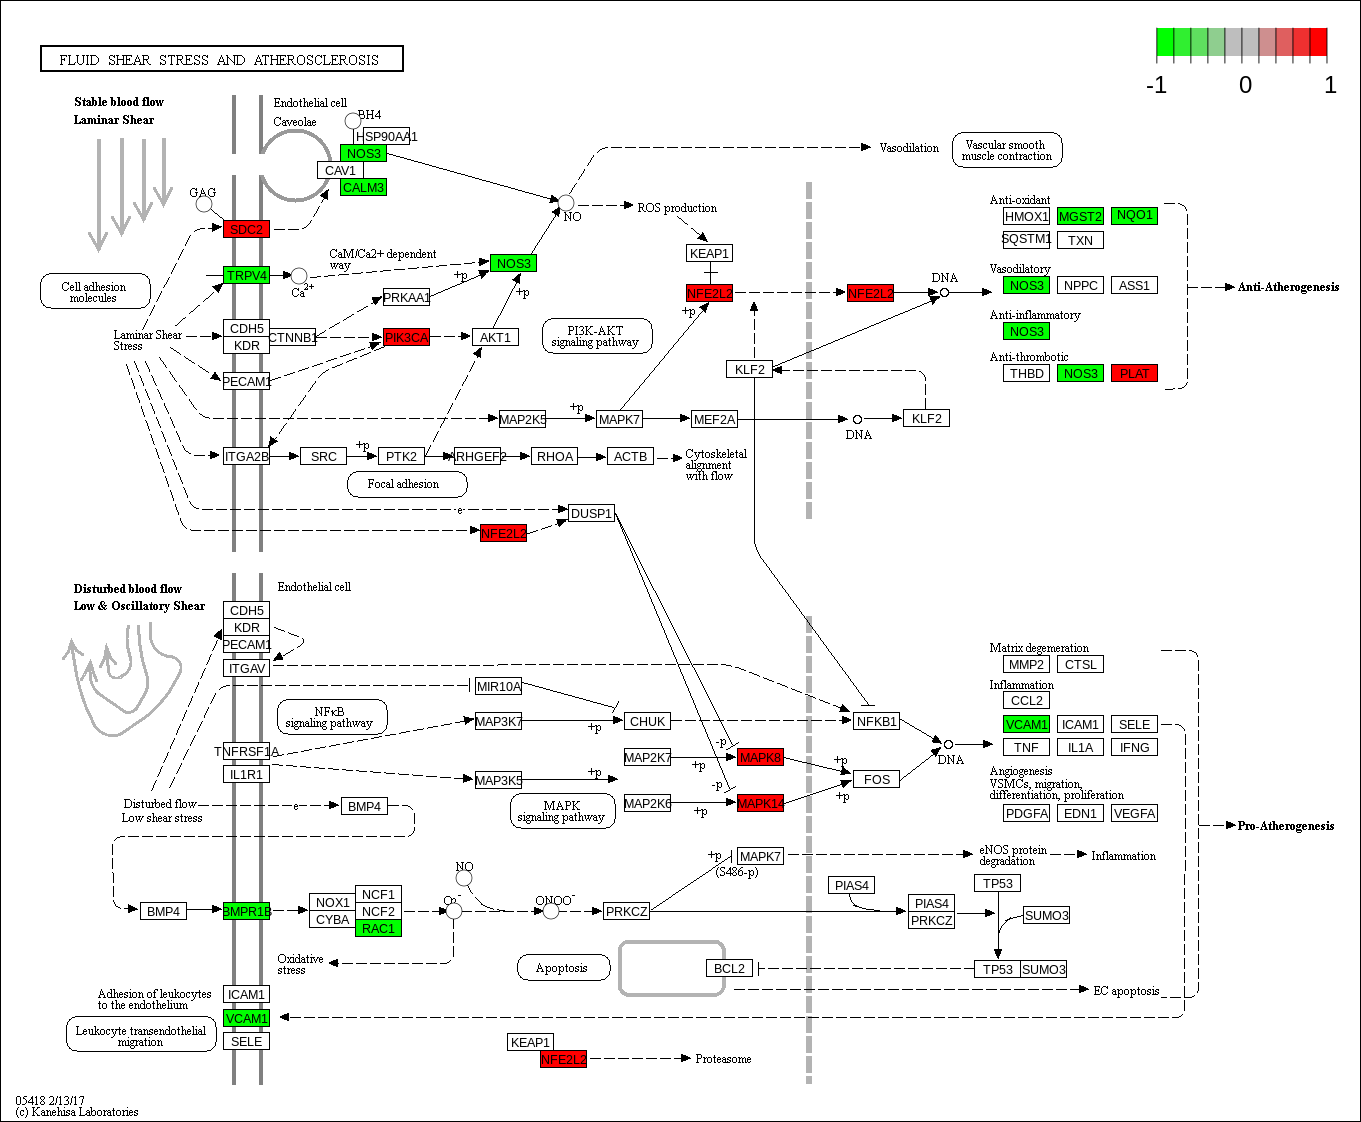 FLUID SHEAR STRESS AND ATHEROSCLEROSIS
-1 0 1
Stable blood flow
Laminar Shear
Endothelial cell
Caveolae
BH4
HSP90AA1
NOS3
CAV1
CALM3
GAG
SDC2
TRPV4
Ca2+
CaM/Ca2+ dependent
way
NOS3
+p
+p
NO
Vasodilation
Vascular smooth
muscle contraction
ROS production
KEAP1
NFE2L2
+p
NFE2L2
DNA
Cell adhesion
molecules
Laminar Shear
Stress
CDH5
KDR
CTNNB1
PECAM1
PRKAA1
PIK3CA
AKT1
PI3K-AKT
signaling pathway
KLF2
MAP2K5
+p
MAPK7
MEF2A
DNA
KLF2
ITGA2B
SRC
+p
PTK2
ARHGEF2
RHOA
ACTB
Cytoskeletal
alignment
with flow
Focal adhesion
e
DUSP1
NFE2L2
Anti-oxidant
HMOX1 MGST2 NQO1
SQSTM1 TXN
Vasodilatory
NOS3 NPPC ASS1
Anti-inflammatory
NOS3
Anti-thrombotic
THBD NOS3 PLAT
Anti-Atherogenesis
Disturbed blood flow
Low & Oscillatory Shear
Endothelial cell
CDH5
KDR
PECAM1
ITGAV
MIR10A
NFκB
signaling pathway
MAP3K7
+p
CHUK
NFKB1
TNFRSF1A
IL1R1
MAP3K5
+p
MAPK
signaling pathway
MAP2K7
+p
-p
MAPK8
+p
MAP2K6
+p
-p
MAPK14
+p
FOS
DNA
Disturbed flow
Low shear stress
e
BMP4
Matrix degeneration
MMP2 CTSL
Inflammation
CCL2
VCAM1 ICAM1 SELE
TNF IL1A IFNG
Angiogenesis
VSMCs, migration,
differentiation, proliferation
PDGFA EDN1 VEGFA
Pro-Atherogenesis
+p
(S486-p)
MAPK7
eNOS protein
degradation
Inflammation
BMP4
BMPR1B
NOX1
CYBA
NCF1
NCF2
RAC1
NO
O2-
ONOO-
PRKCZ
PIAS4
PIAS4
PRKCZ
TP53
SUMO3
TP53 SUMO3
Oxidative
stress
Apoptosis
BCL2
EC apoptosis
Adhesion of leukocytes
to the endothelium
ICAM1
VCAM1
SELE
Leukocyte transendothelial
migration
KEAP1
NFE2L2
Proteasome
05418 2/13/17
(c) Kanehisa Laboratories